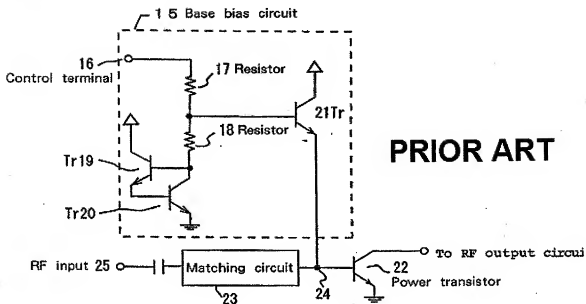 15 Base bias circuit
16
Control terminal
17 Resistor
21Tr
18 Resistor
Tr19
Tr20
PRIOR ART
RF input 25
Matching circuit
23
24
To RF output circui
22
Power transistor